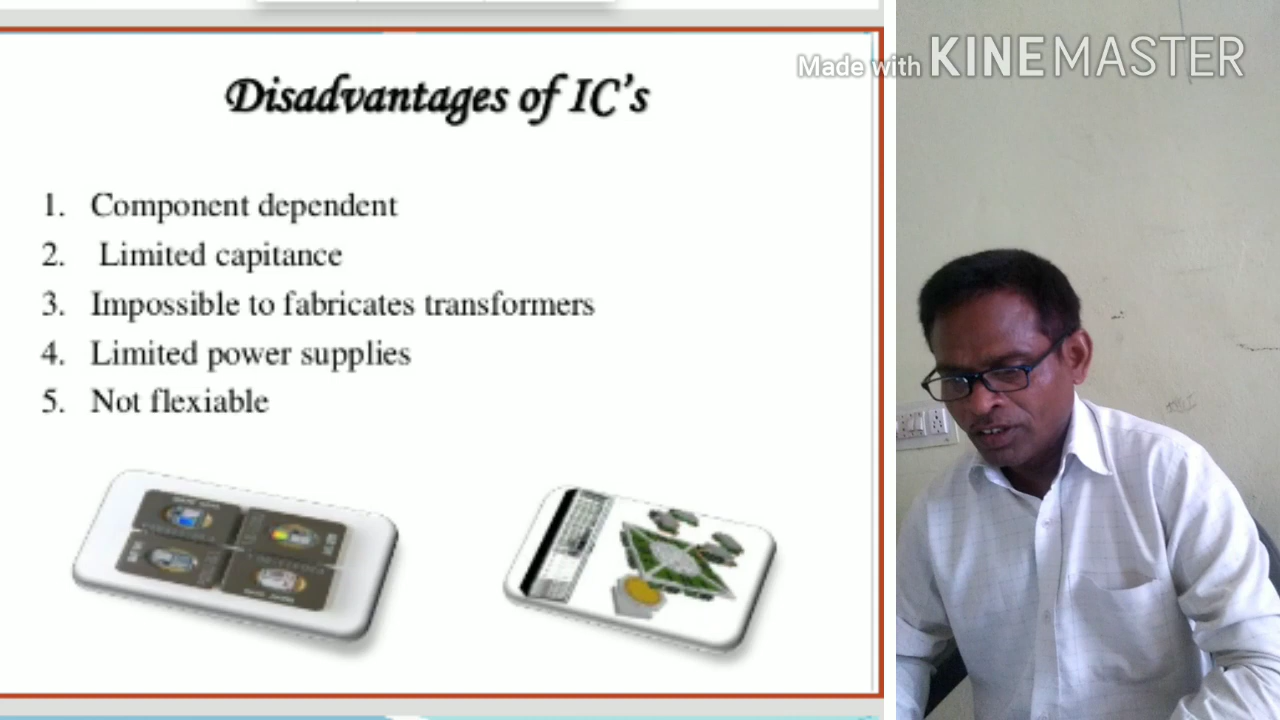 Made with KINEMASTER
Disadvantages of IC's
1. Component dependent
2. Limited capitance
3. Impossible to fabricates transformers
4. Limited power supplies
5. Not flexiable